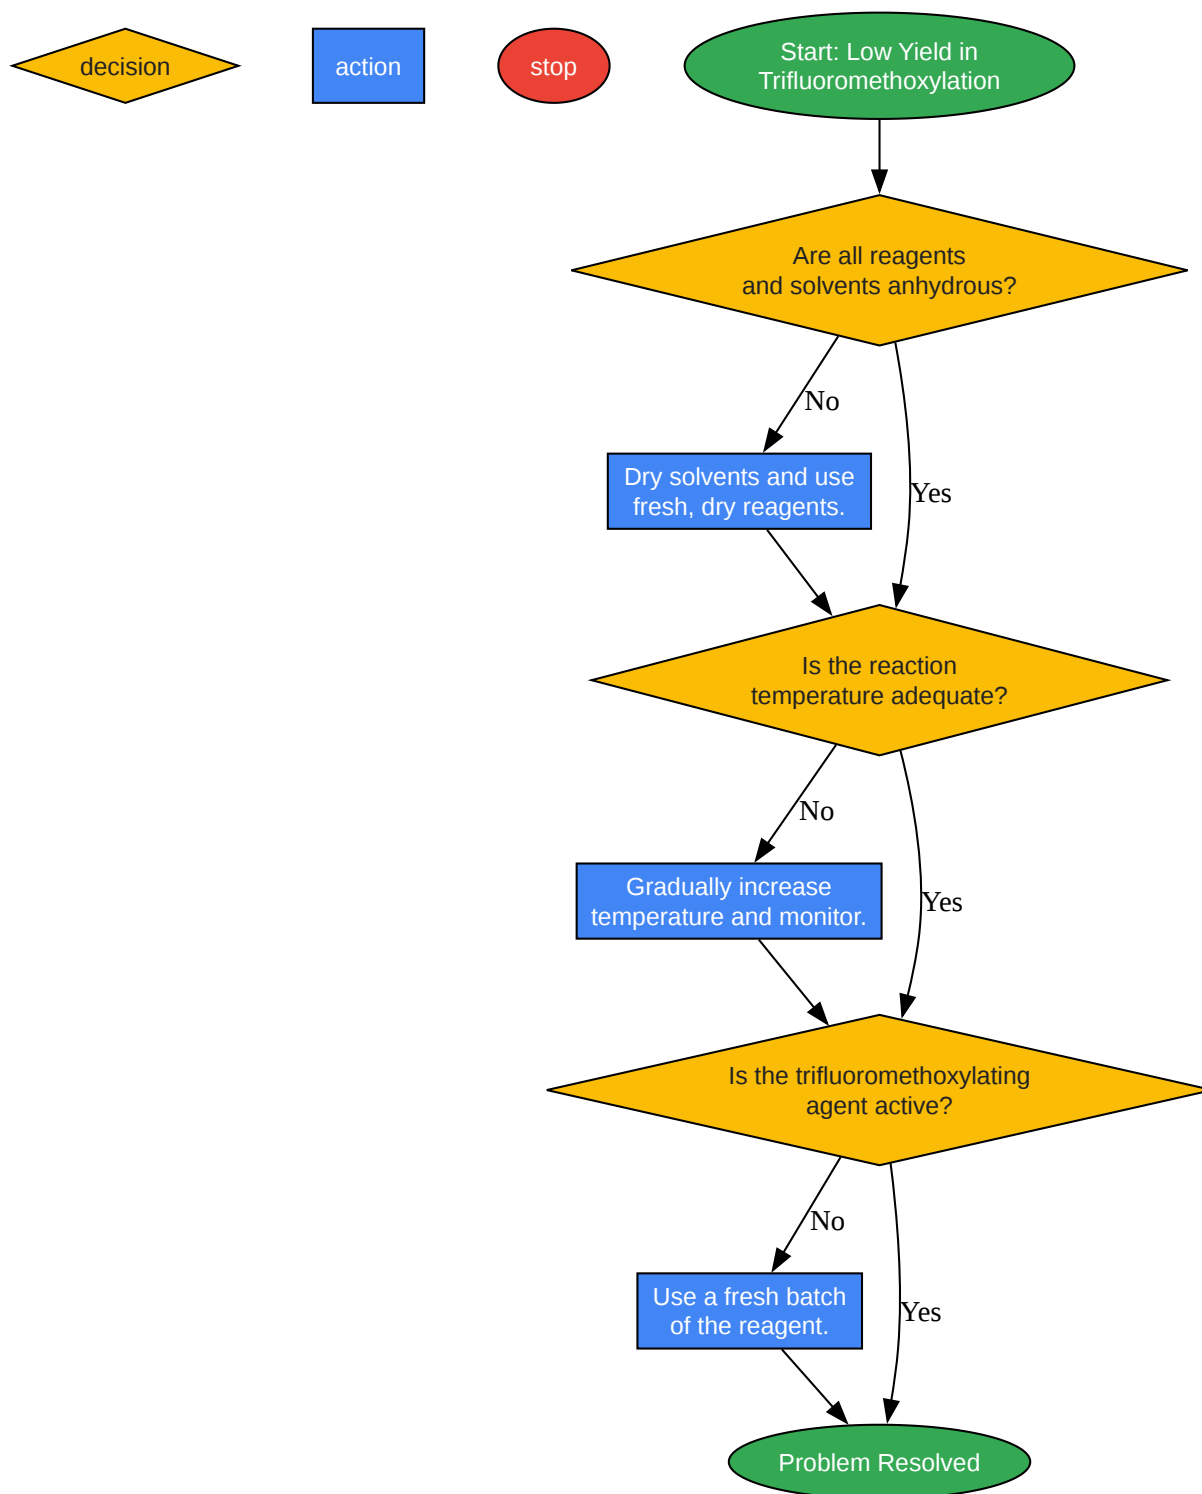 decision
action
stop
Start: Low Yield in
Trifluoromethoxylation
Are all reagents
and solvents anhydrous?
No
Dry solvents and use
fresh, dry reagents.
Yes
Is the reaction
temperature adequate?
No
Gradually increase
temperature and monitor.
Yes
Is the trifluoromethoxylating
agent active?
No
Use a fresh batch
of the reagent.
Yes
Problem Resolved